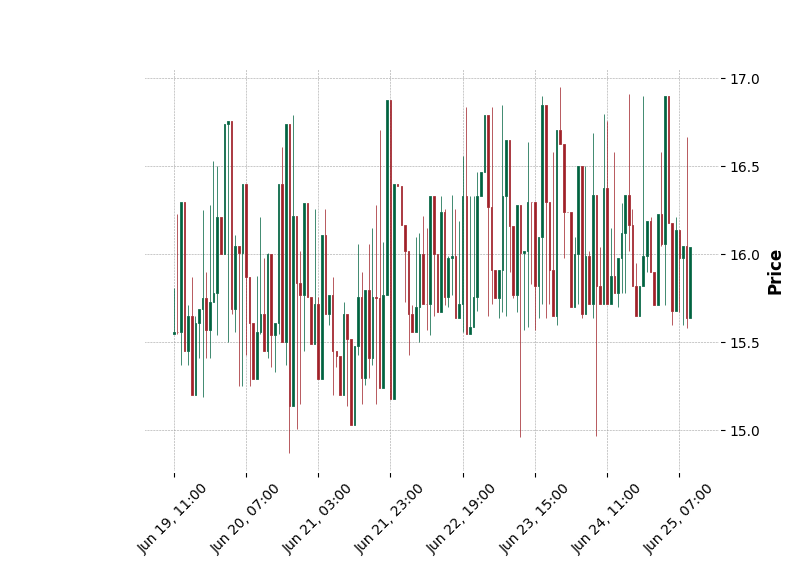 17.0
16.5
16.0
15.5
15.0
Price
Jun 19, 11:00
Jun 20, 07:00
Jun 21, 03:00
Jun 21, 23:00
Jun 22, 19:00
Jun 23, 15:00
Jun 24, 11:00
Jun 25, 07:00